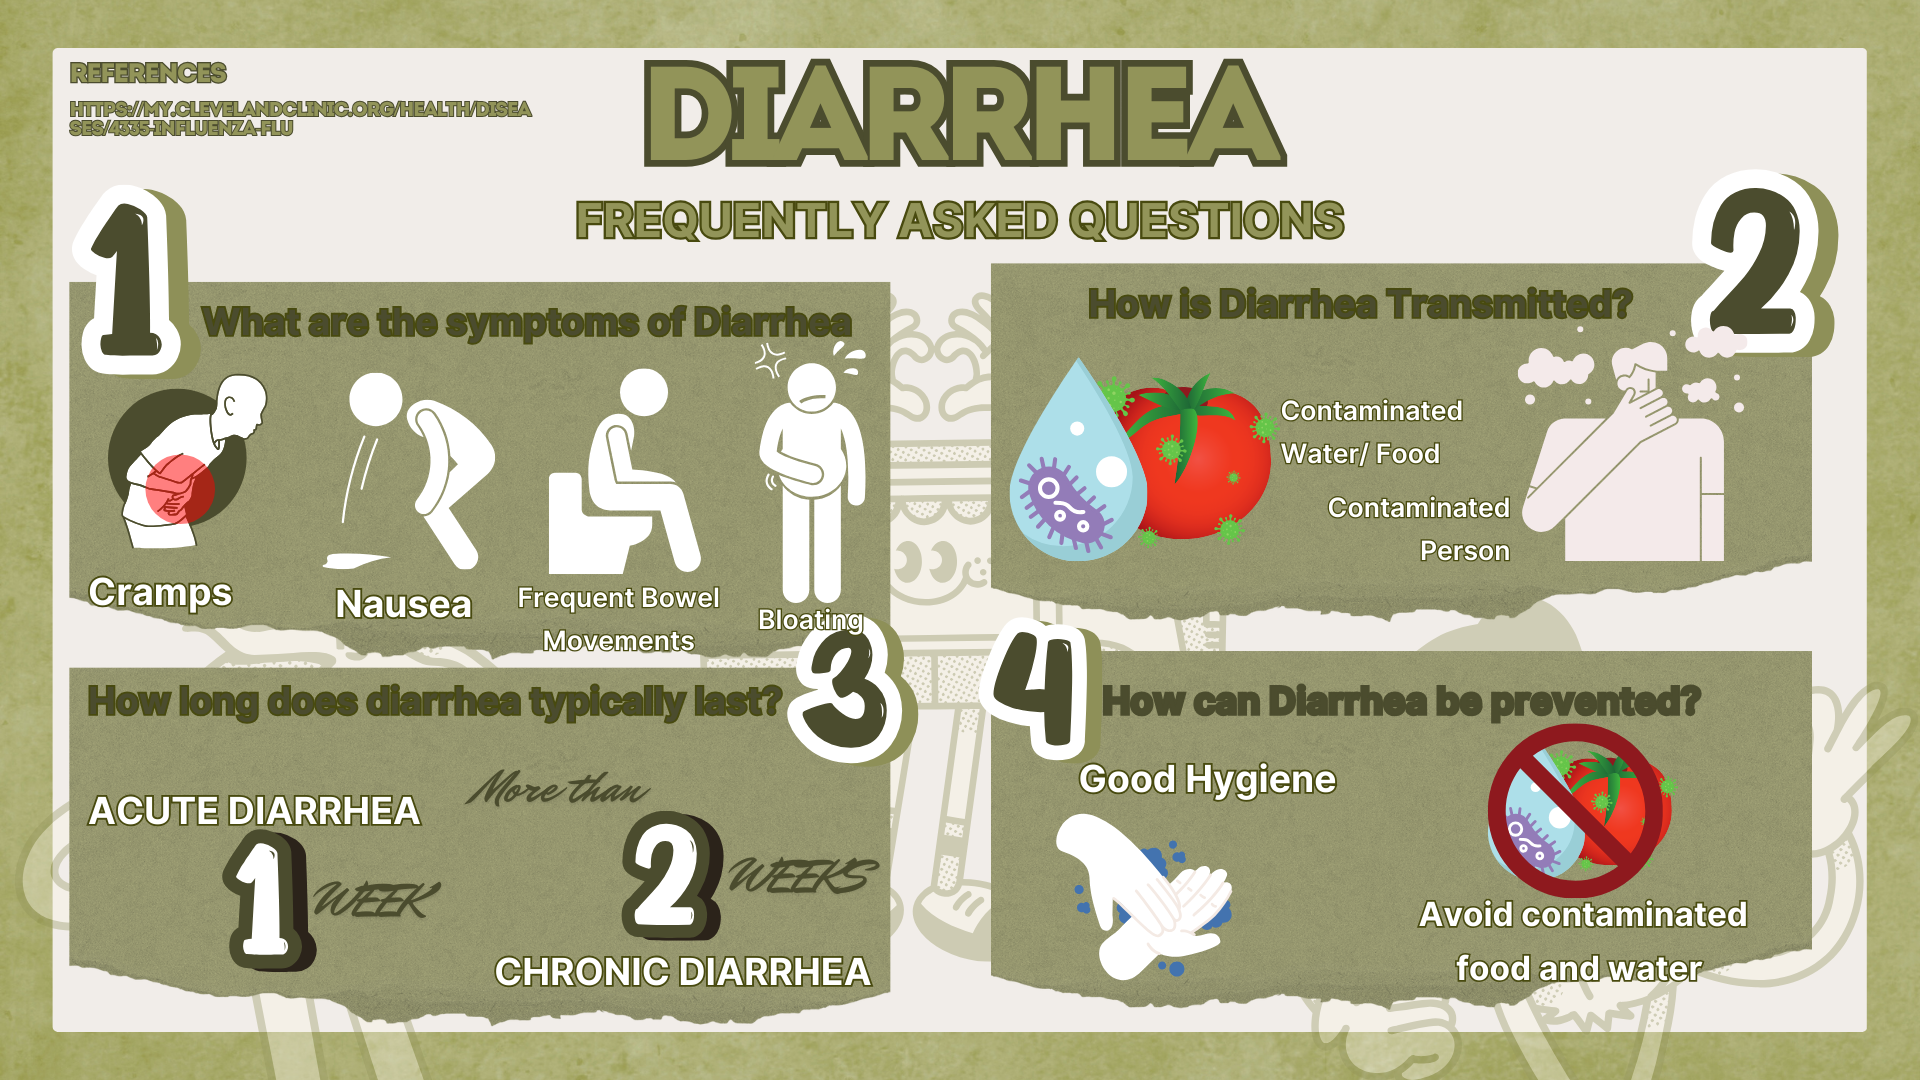 REFERENCES
HTTPS://MY.CLEVELANDCLINIC.ORG/HEALTH/DISEA
SES/4335-INFLUENZA-FLU
DIARRHEA
FREQUENTLY ASKED QUESTIONS
1
What are the symptoms of Diarrhea
Cramps
Nausea
Frequent Bowel
Movements
Bloating
2
How is Diarrhea Transmitted?
Contaminated
Water/ Food
Contaminated
Person
3
How long does diarrhea typically last?
ACUTE DIARRHEA
1 WEEK
More than
2 WEEKS
CHRONIC DIARRHEA
4
How can Diarrhea be prevented?
Good Hygiene
Avoid contaminated
food and water